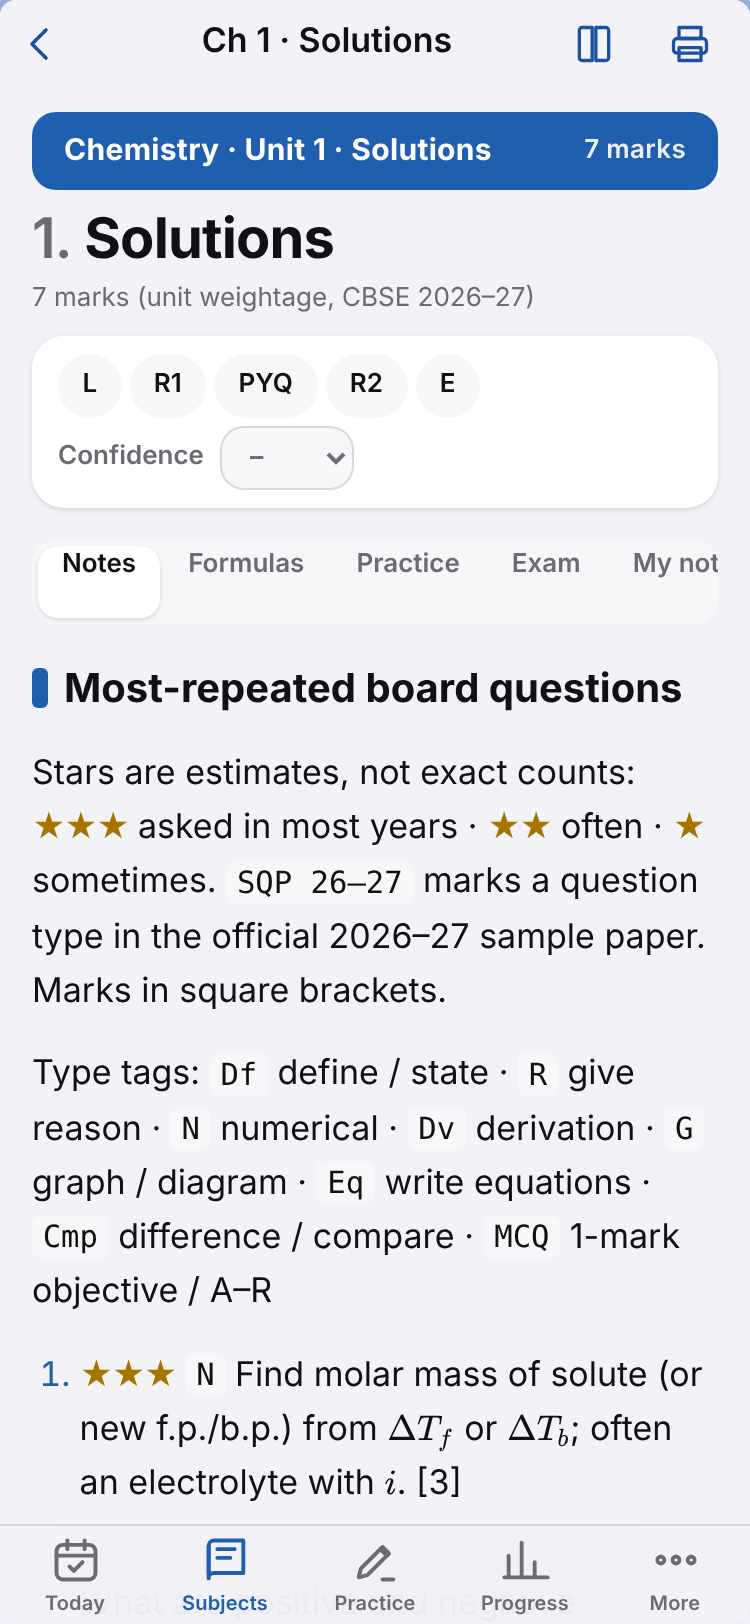 Ch 1 · Solutions
Chemistry · Unit 1 · Solutions 7 marks
1. Solutions
7 marks (unit weightage, CBSE 2026–27)
L R1 PYQ R2 E
Confidence –
Notes Formulas Practice Exam My not
Most-repeated board questions
Stars are estimates, not exact counts:
★★★ asked in most years · ★★ often · ★
sometimes. SQP 26–27 marks a question
type in the official 2026–27 sample paper.
Marks in square brackets.
Type tags: Df define / state · R give
reason · N numerical · Dv derivation · G
graph / diagram · Eq write equations ·
Cmp difference / compare · MCQ 1-mark
objective / A–R
1. ★★★ N Find molar mass of solute (or
new f.p./b.p.) from ΔT_f or ΔT_b; often
an electrolyte with i. [3]
What a positive and negative
Today Subjects Practice Progress More